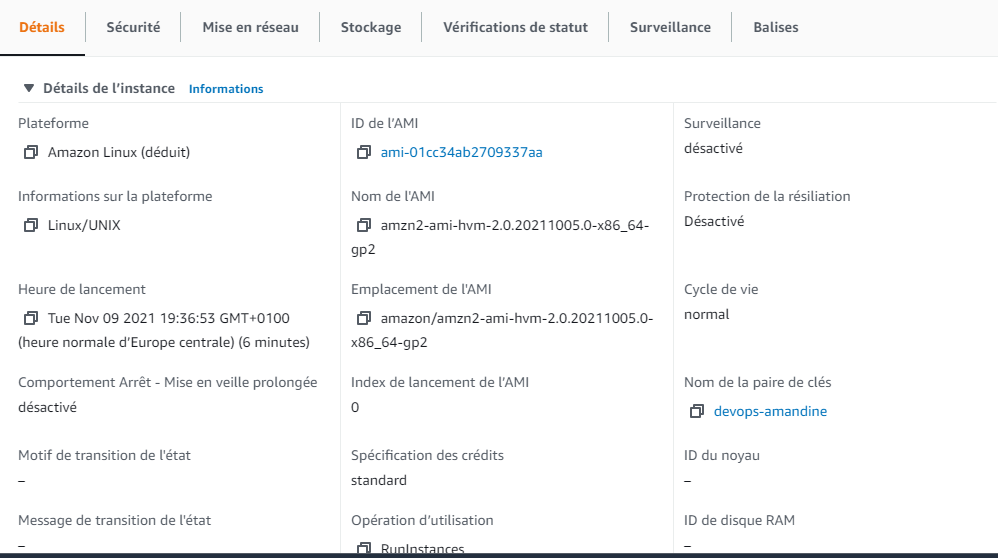 Détails
Sécurité
Mise en réseau
Stockage
Vérifications de statut
Surveillance
Balises
Détails de l’instance Informations
Plateforme
Amazon Linux (déduit)
ID de l'AMI
ami-01cc34ab2709337aa
Surveillance
désactivé
Informations sur la plateforme
Linux/UNIX
Nom de l'AMI
amzn2-ami-hvm-2.0.20211005.0-x86_64-
gp2
Protection de la résiliation
Désactivé
Heure de lancement
Tue Nov 09 2021 19:36:53 GMT+0100
(heure normale d’Europe centrale) (6 minutes)
Emplacement de l'AMI
amazon/amzn2-ami-hvm-2.0.20211005.0-
x86_64-gp2
Cycle de vie
normal
Comportement Arrêt - Mise en veille prolongée
désactivé
Index de lancement de l'AMI
0
Nom de la paire de clés
devops-amandine
Motif de transition de l'état
–
Spécification des crédits
standard
ID du noyau
–
Message de transition de l'état
–
Opération d’utilisation
RunInstances
ID de disque RAM
–